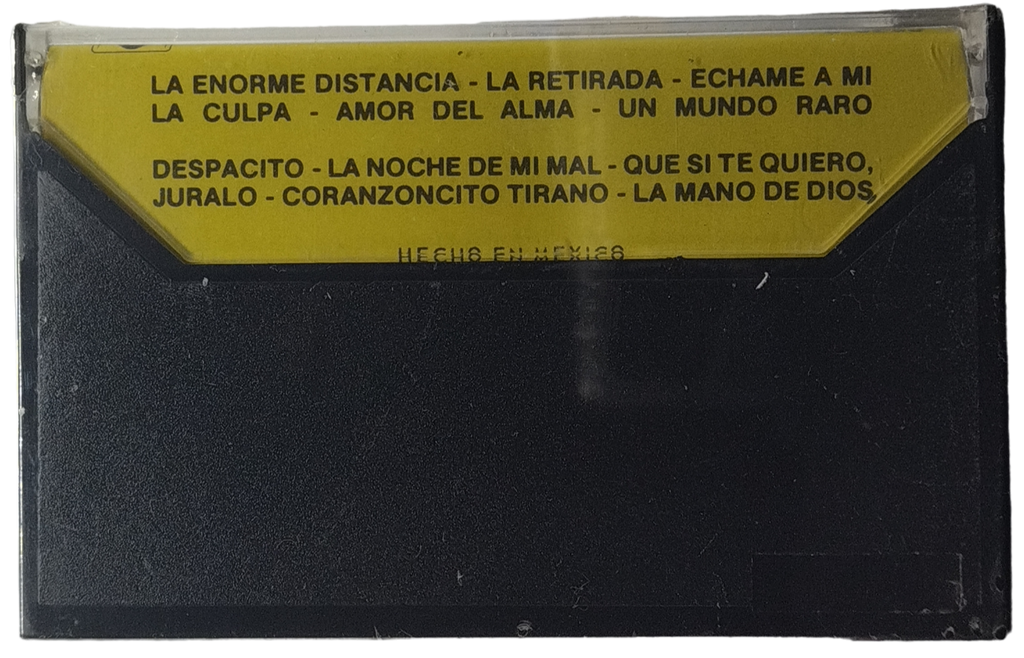 LA ENORME DISTANCIA - LA RETIRADA - ECHAME A MI
LA CULPA - AMOR DEL ALMA - UN MUNDO RARO
DESPACITO - LA NOCHE DE MI MAL - QUE SI TE QUIERO,
JURALO - CORANZONCITO TIRANO - LA MANO DE DIOS
HECHO EN MEXICO